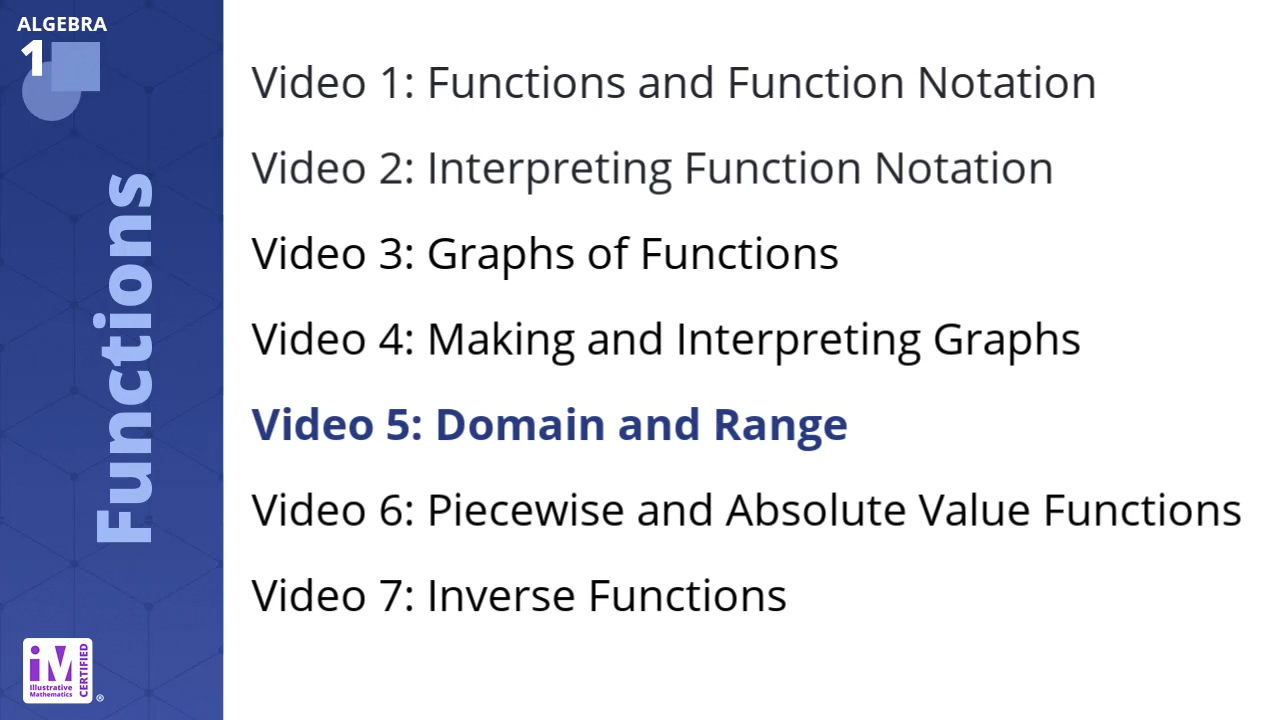 ALGEBRA
1
Functions
Video 1: Functions and Function Notation
Video 2: Interpreting Function Notation
Video 3: Graphs of Functions
Video 4: Making and Interpreting Graphs
Video 5: Domain and Range
Video 6: Piecewise and Absolute Value Functions
Video 7: Inverse Functions
iM
Illustrative
Mathematics
CERTIFIED
®